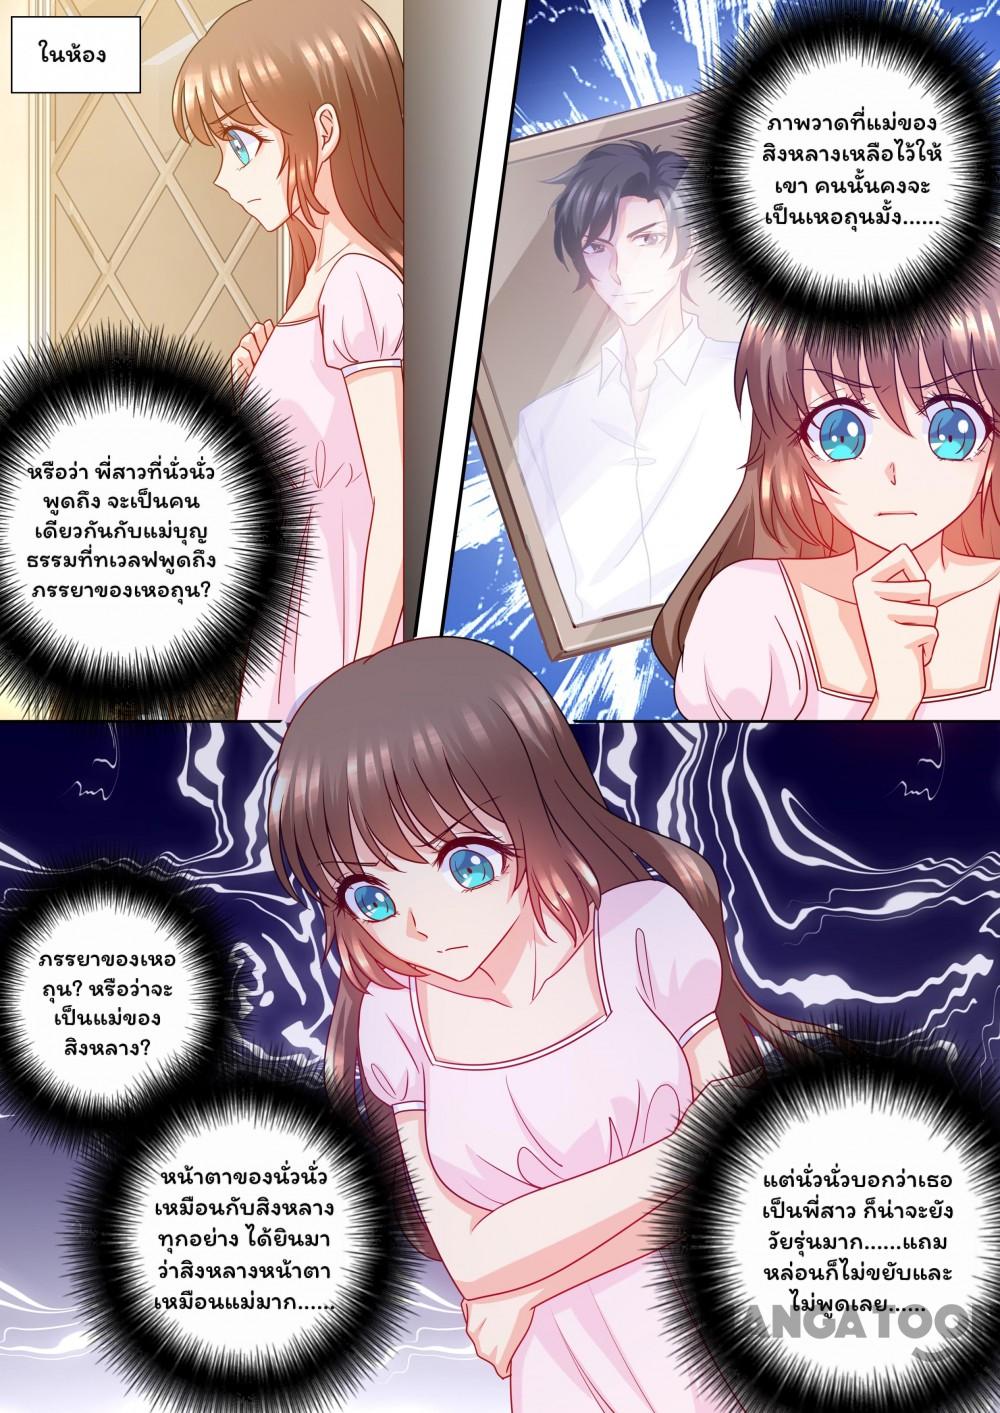 ในห้อง
ภาพวาดที่แม่ของ
สิงหลางเหลือไว้ให้
เขา คนนั้นคงจะ
เป็นเหอถุนมั้ง......
หรือว่า พี่สาวที่นั่วนั่ว
พูดถึง จะเป็นคน
เดียวกันกับแม่บุญ
ธรรมที่ทเวลฟพูดถึง
ภรรยาของเหอถุน?
ภรรยาของเหอ
ถุน? หรือว่าจะ
เป็นแม่ของ
สิงหลาง?
หน้าตาของนั่วนั่ว
เหมือนกับสิงหลาง
ทุกอย่าง ได้ยินมา
ว่าสิงหลางหน้าตา
เหมือนแม่มาก......
แต่นั่วนั่วบอกว่าเธอ
เป็นพี่สาว ก็น่าจะยัง
วัยรุ่นมาก......แถม
หล่อนก็ไม่ขยับและ
ไม่พูดเลย......
MANGATOON